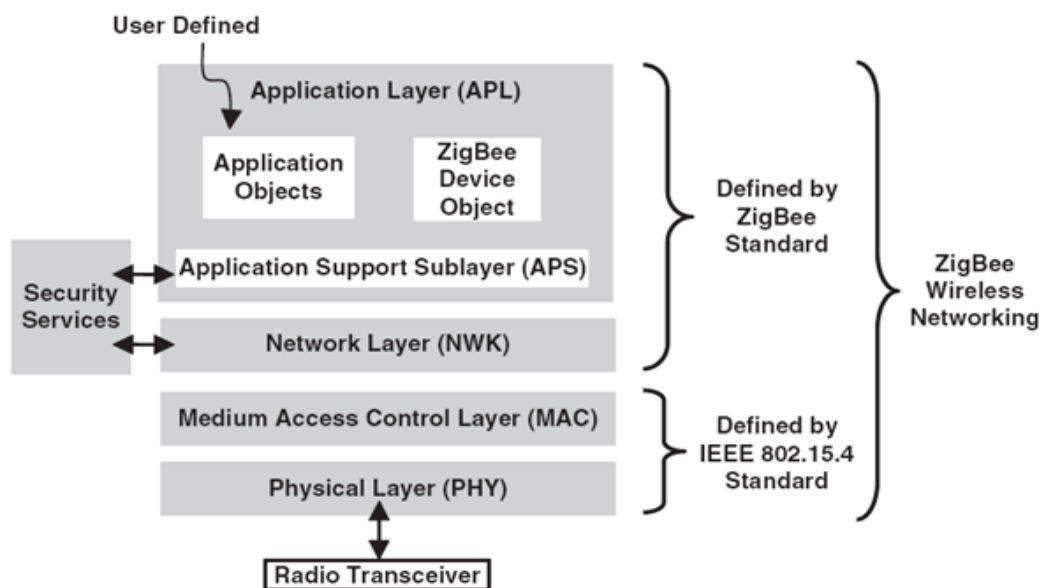 User Defined
Application Layer (APL)
Application
Objects
ZigBee
Device
Object
Application Support Sublayer (APS)
Security
Services
Network Layer (NWK)
Medium Access Control Layer (MAC)
Physical Layer (PHY)
Radio Transceiver
Defined by
ZigBee
Standard
Defined by
IEEE 802.15.4
Standard
ZigBee
Wireless
Networking